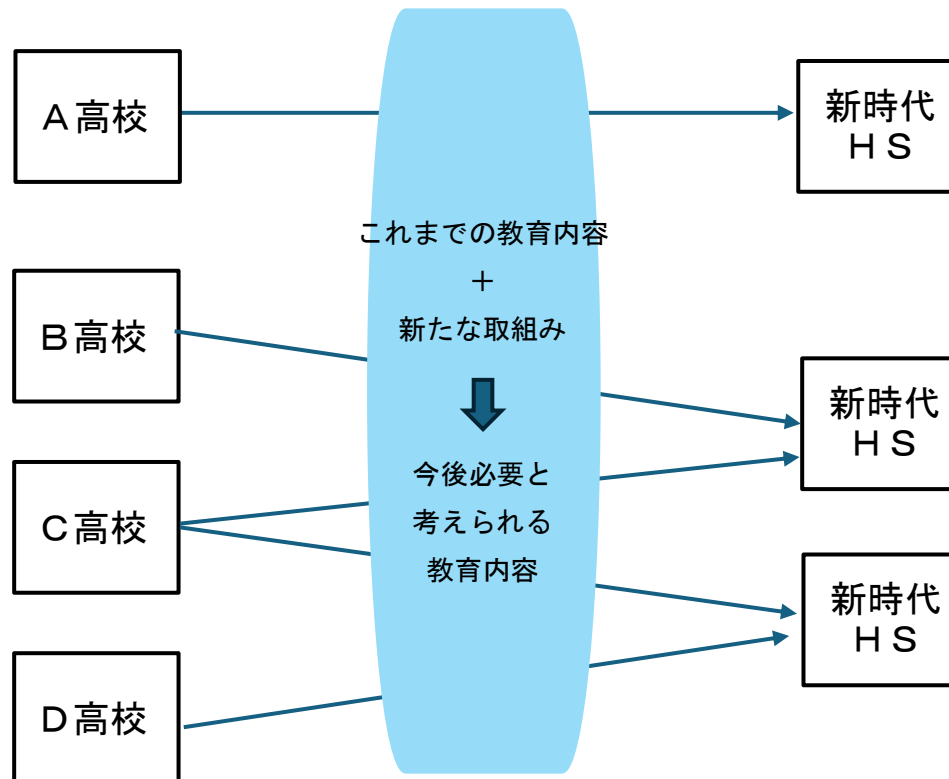 A高校
B高校
C高校
D高校
これまでの教育内容
+
新たな取組み
今後必要と
考えられる
教育内容
新時代
HS
新時代
HS
新時代
HS